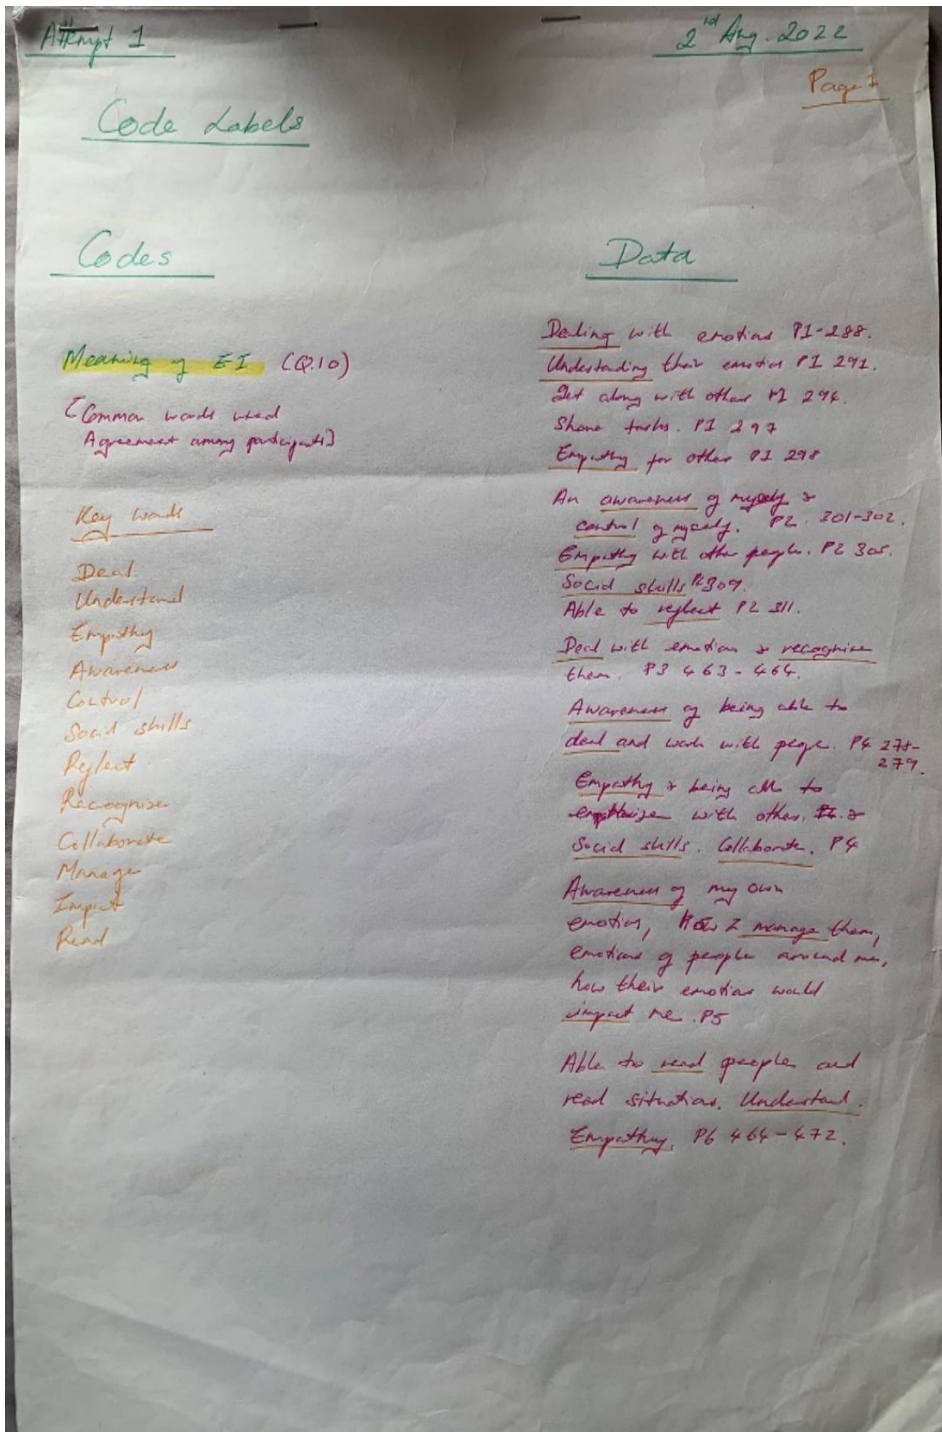 Attempt 1
2nd Aug. 2022
Page 1
Code Labels
Codes
Meaning of EI (Q.10)
[Common words used
Agreement among participants]
Key words
Deal
Understand
Empathy
Awareness
Control
Social skills
Reflect
Recognise
Collaborate
Manage
Impact
Read
Data
Dealing with emotions P1-288.
Understanding their emotions P1 291.
Get along with others P1 294.
Share tasks. P1 297
Empathy for other P1 298
An awareness of myself &
control of myself. P2 301-302.
Empathy with other people. P2 305.
Social skills P2 309.
Able to reflect P2 311.
Deal with emotions & recognise
them. P3 463-464.
Awareness of being able to
deal and work with people. P4 278-
279.
Empathy & being able to
empathize with other. &
Social skills. Collaborate. P4
Awareness of my own
emotions, How I manage them,
emotions of people around me,
how their emotions would
impact me. P5
Able to read people and
read situations. Understand.
Empathy. P6 464-472.